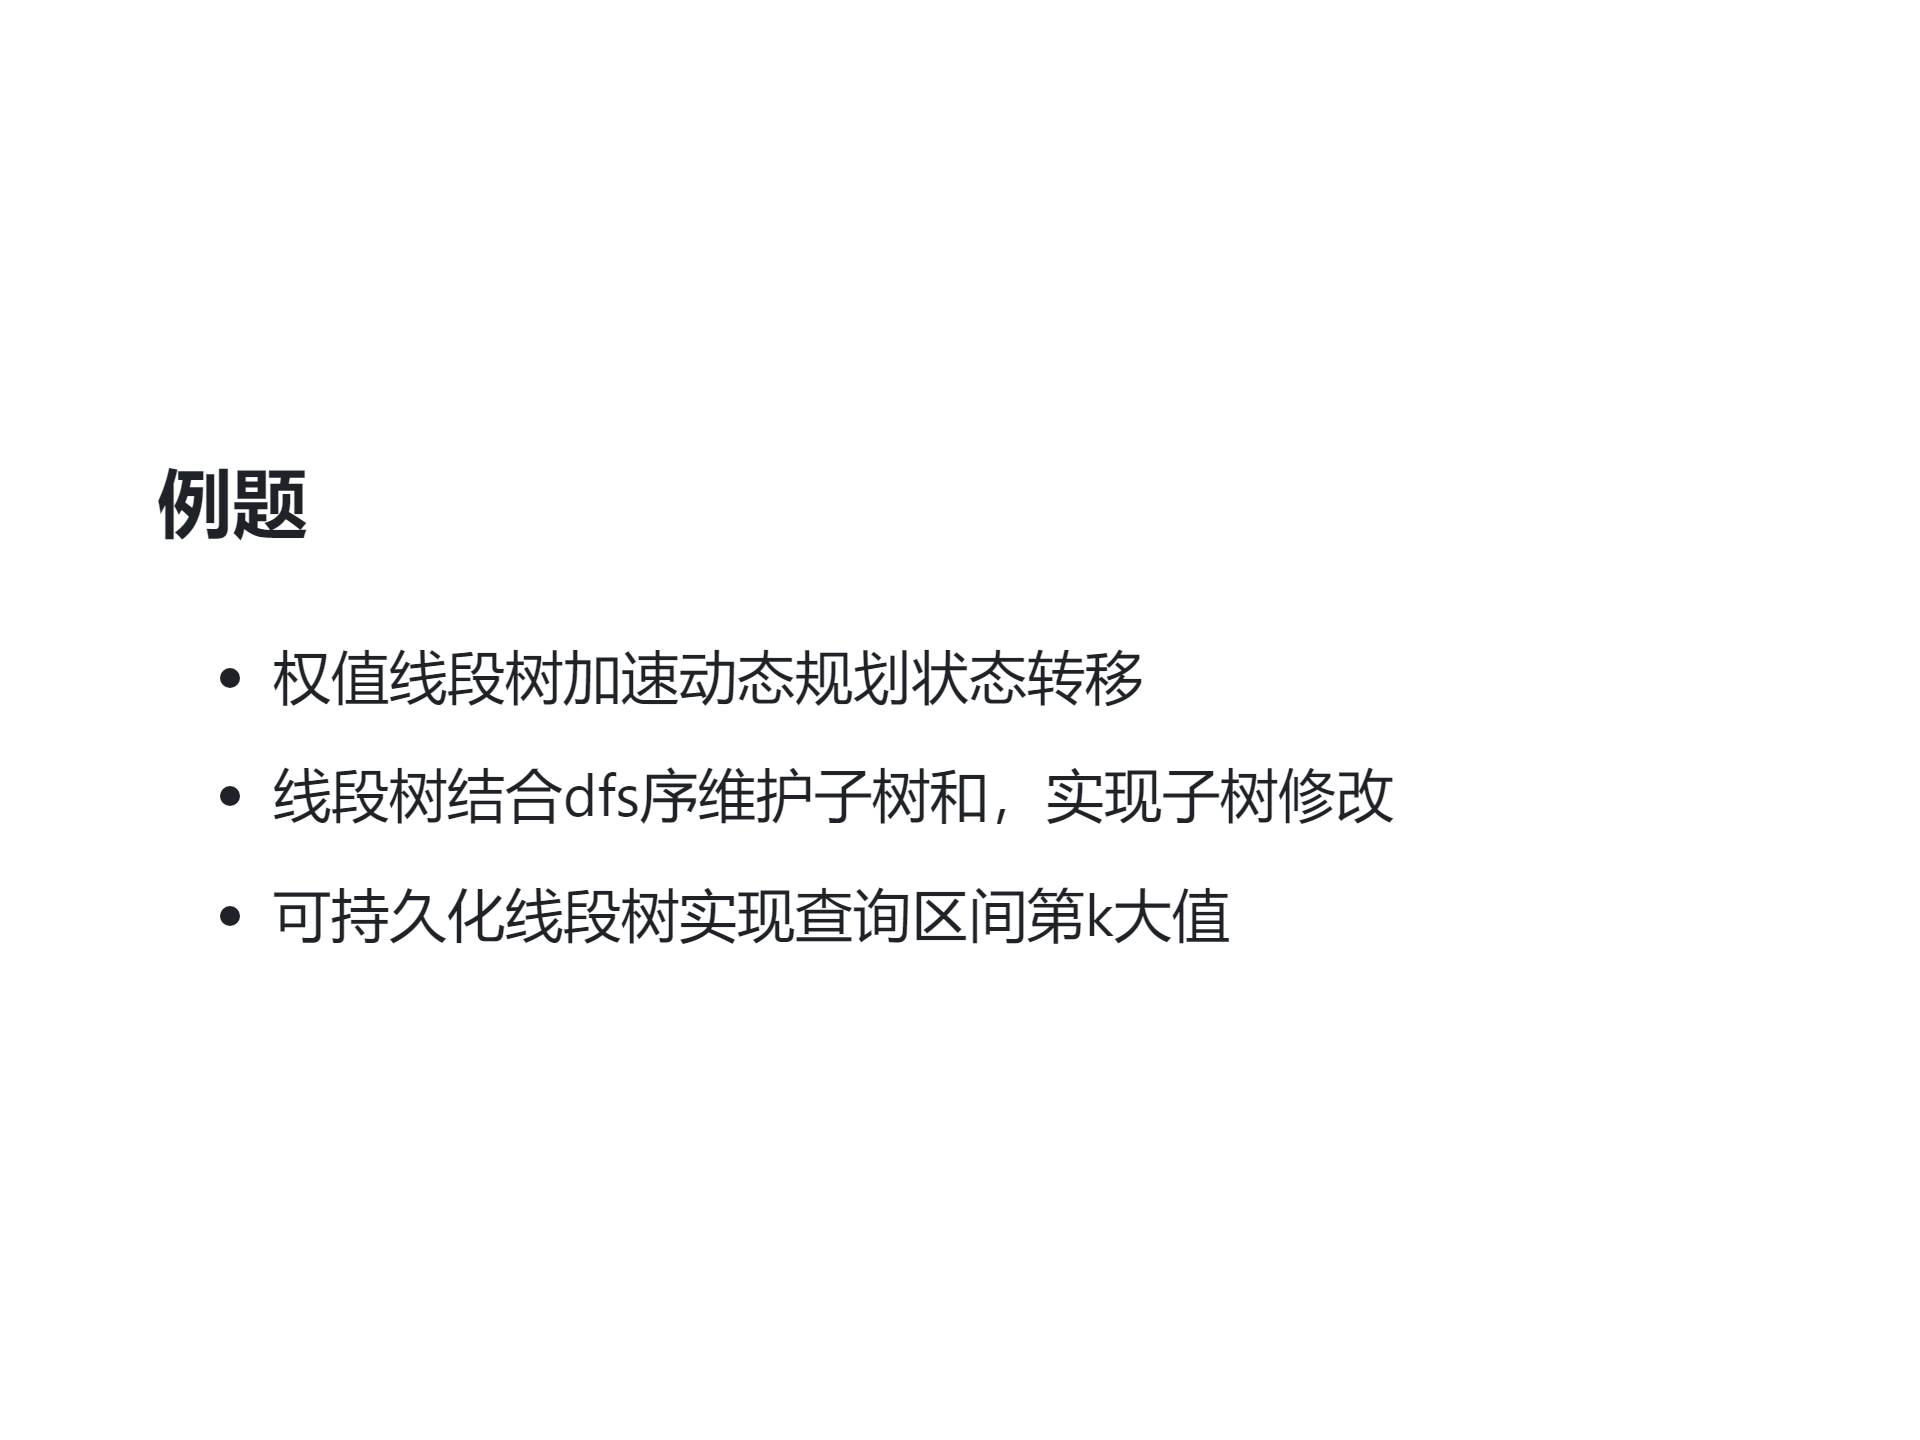 例题
权值线段树加速动态规划状态转移
线段树结合dfs序维护子树和，实现子树修改
可持久化线段树实现查询区间第k大值